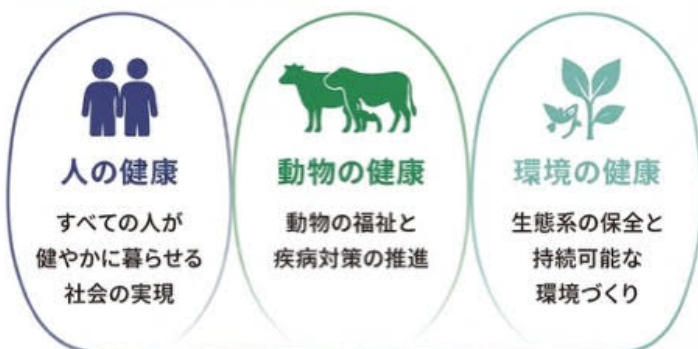 人の健康
すべての人が
健やかに暮らせる
社会の実現
動物の健康
動物の福祉と
疾病対策の推進
環境の健康
生態系の保全と
持続可能な
環境づくり